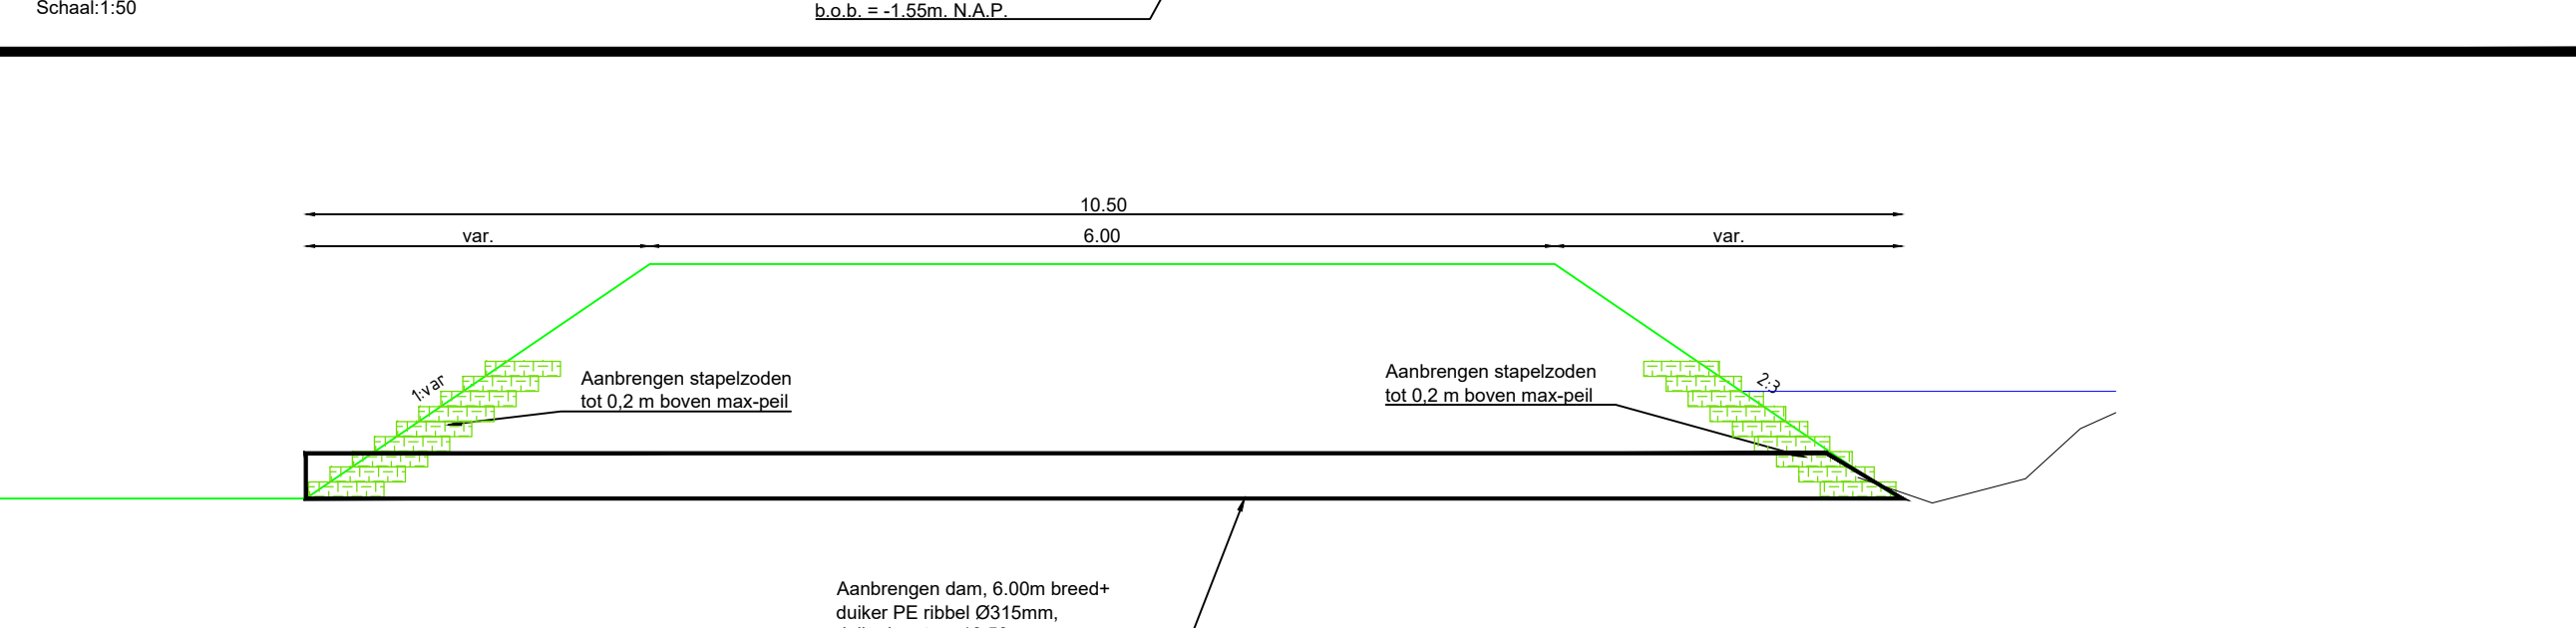 Schaal:1:50
b.o.b. = -1.55m. N.A.P.
10.50
var.
6.00
var.
1:var
Aanbrengen stapelzoden
tot 0,2 m boven max-peil
Aanbrengen stapelzoden
tot 0,2 m boven max-peil
2:3
Aanbrengen dam, 6.00m breed+
duiker PE ribbel Ø315mm,